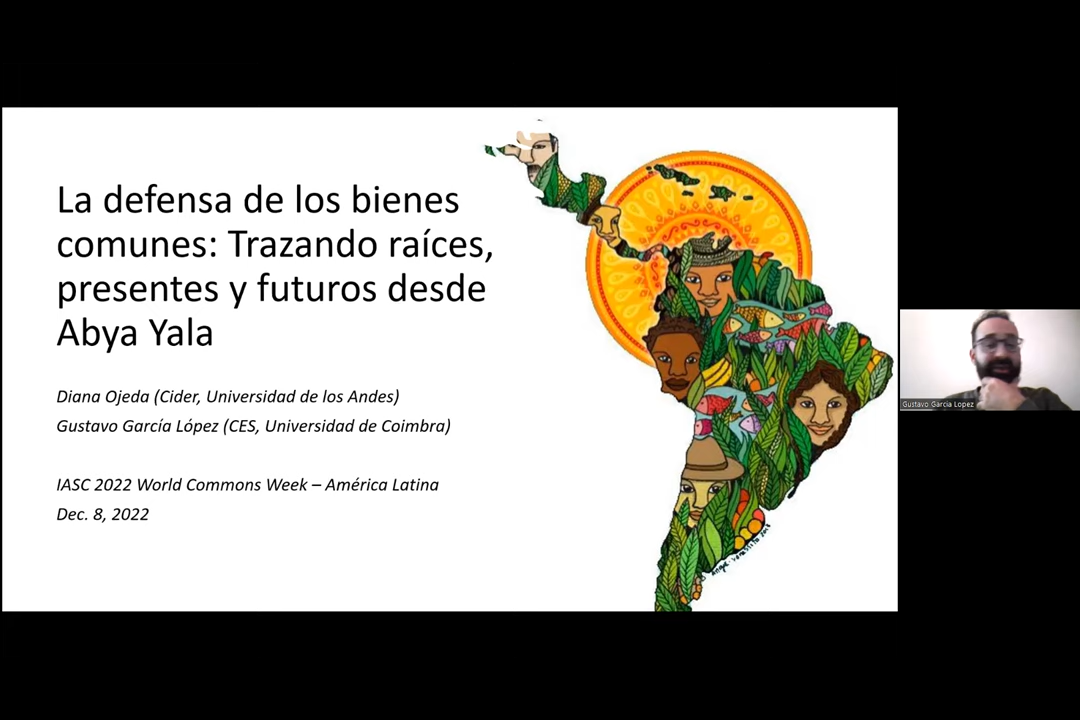 La defensa de los bienes
comunes: Trazando raíces,
presentes y futuros desde
Abya Yala
Diana Ojeda (Cider, Universidad de los Andes)
Gustavo García López (CES, Universidad de Coimbra)
IASC 2022 World Commons Week – América Latina
Dec. 8, 2022
Gustavo García Lopez